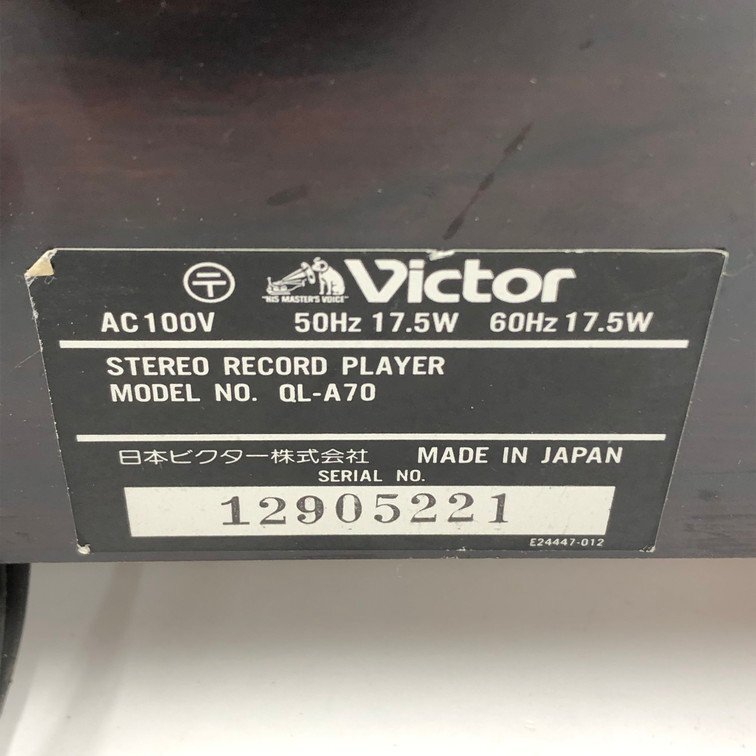 〒 "HIS MASTER'S VOICE" Victor
AC100V 50Hz 17.5W 60Hz 17.5W
STEREO RECORD PLAYER
MODEL NO. QL-A70
日本ビクター株式会社 MADE IN JAPAN
SERIAL NO.
12905221
E24447-012